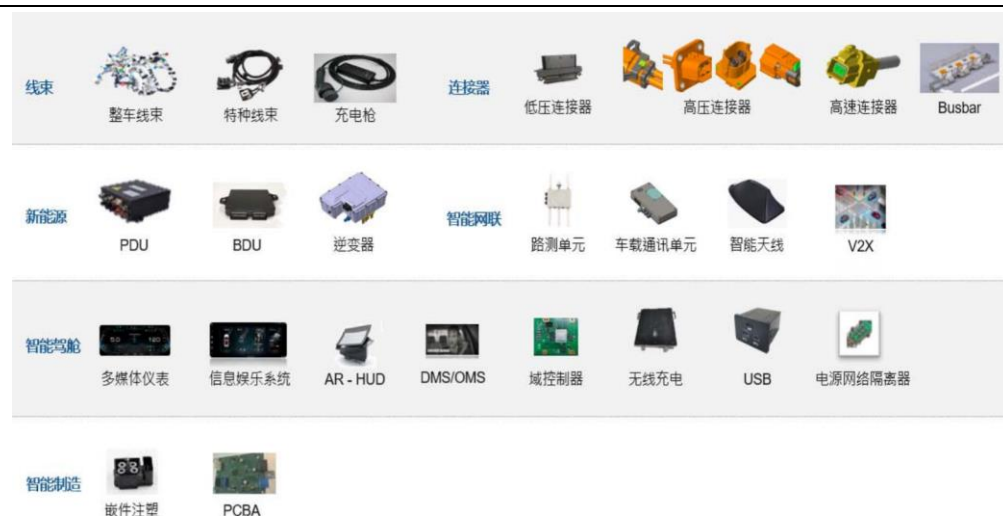 线束
整车线束
特种线束
充电枪
连接器
低压连接器
高压连接器
高速连接器
Busbar
新能源
PDU
BDU
逆变器
智能网联
路测单元
车载通讯单元
智能天线
V2X
智能驾舱
多媒体仪表
信息娱乐系统
AR - HUD
DMS/OMS
域控制器
无线充电
USB
电源网络隔离器
智能制造
嵌件注塑
PCBA